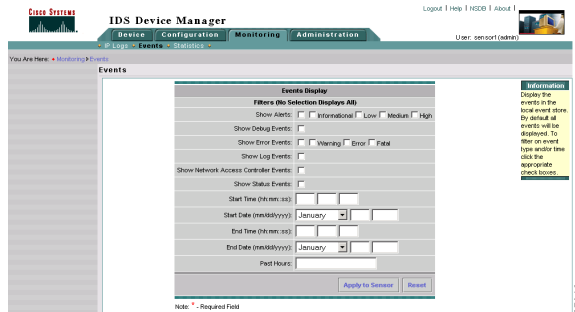 Cisco Systems
IDS Device Manager
Logout | Help | NSDB | About |
Device Configuration Monitoring Administration
User: sensor1(admin)
IP Logs Events Statistics
You Are Here: Monitoring Events
Events
Events Display
Filters (No Selection Displays All)
Show Alerts: Informational Low Medium High
Show Debug Events:
Show Error Events: Warning Error Fatal
Show Log Events:
Show Network Access Controller Events:
Show Status Events:
Start Time (hh:mm::ss):
Start Date (mm/dd/yyyy): January
End Time (hh:mm::ss):
End Date (mm/dd/yyyy): January
Past Hours:
Apply to Sensor Reset
Note: * - Required Field
Information
Display the
events in the
local event store.
By default all
events will be
displayed. To
filter on event
type and/or time
click the
appropriate
check boxes.